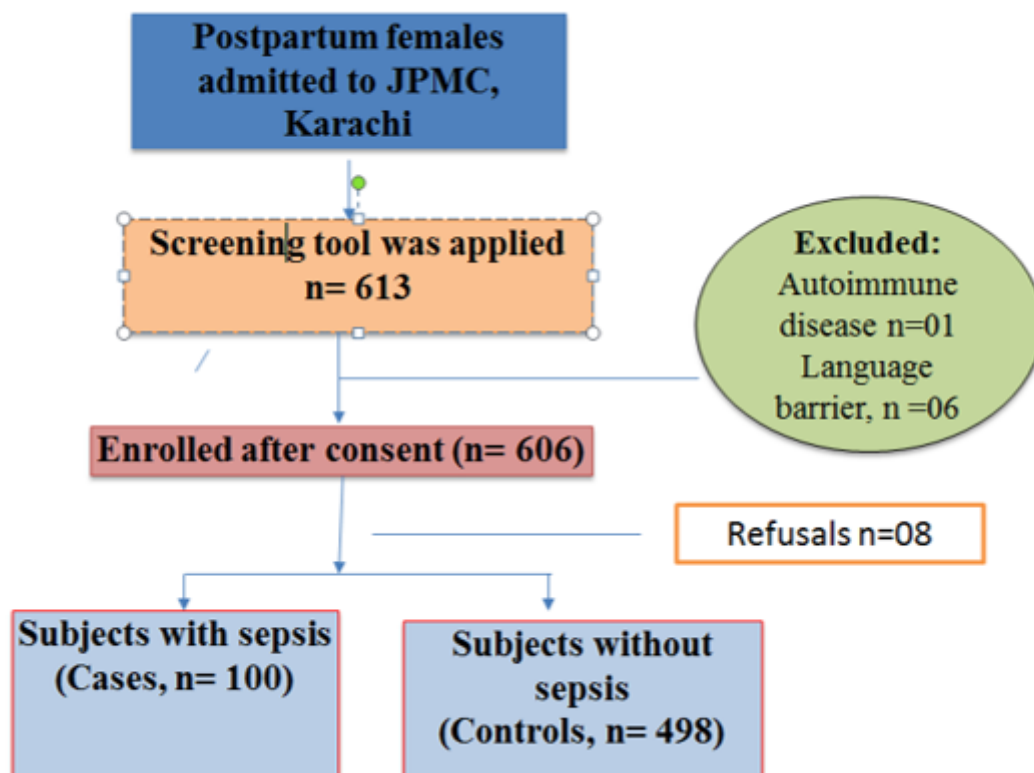 Postpartum females
admitted to JPMC,
Karachi
Screening tool was applied
n= 613
Excluded:
Autoimmune
disease n=01
Language
barrier, n =06
Enrolled after consent (n= 606)
Refusals n=08
Subjects with sepsis
(Cases, n= 100)
Subjects without
sepsis
(Controls, n= 498)